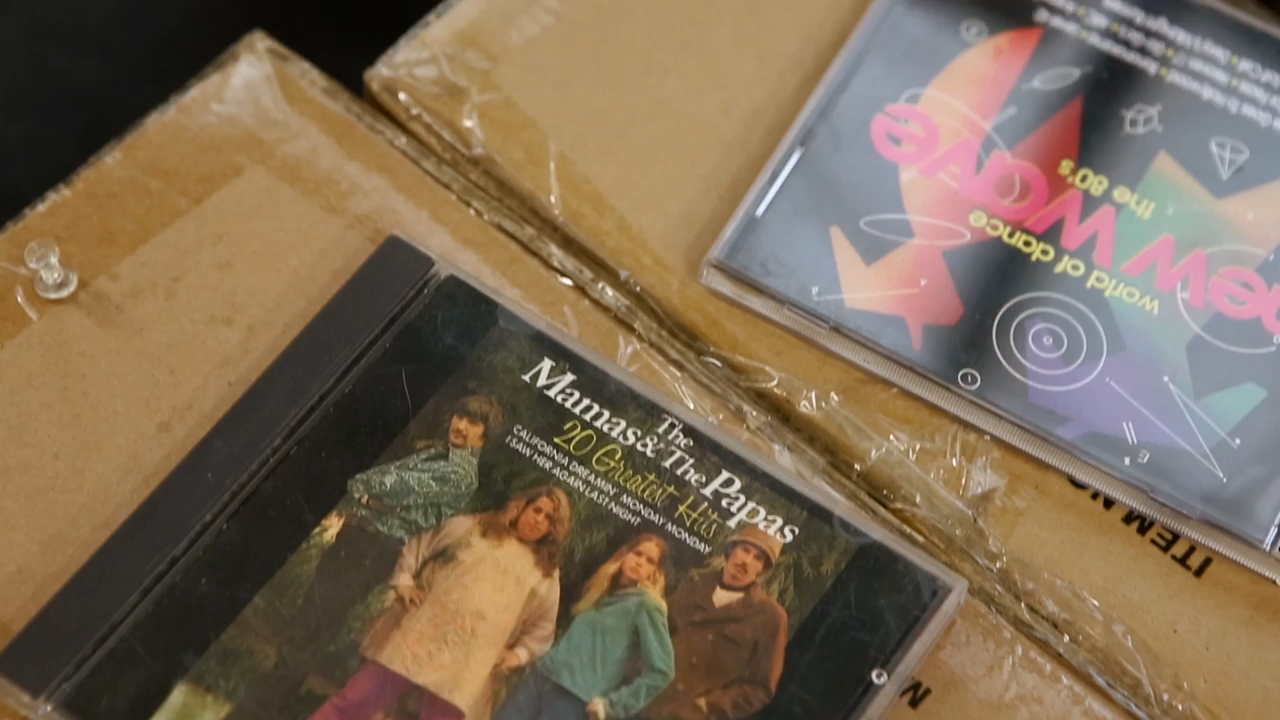 The
Mamas & The Papas
20 Greatest Hits
CALIFORNIA DREAMIN' MONDAY MONDAY
I SAW HER AGAIN LAST NIGHT
new wave
world of dance
the 80's
ITEM NO
M